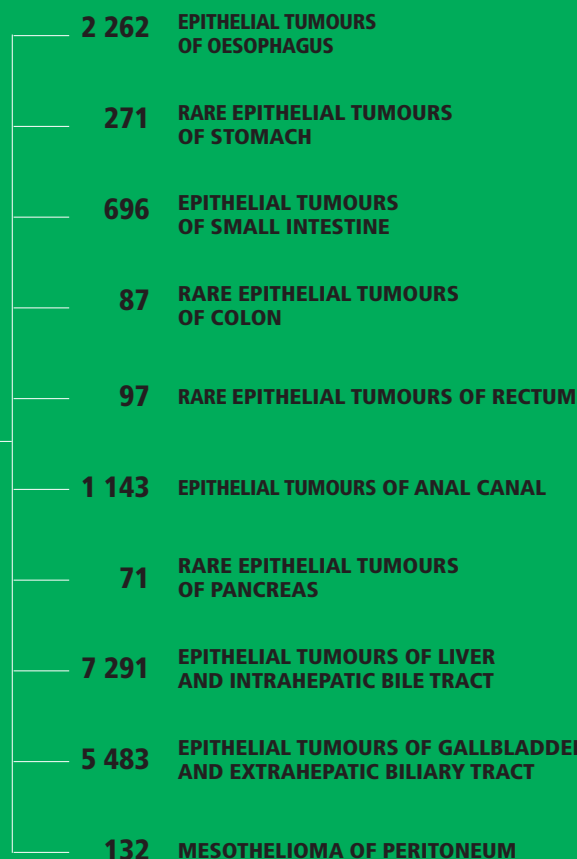 2 262 EPITHELIAL TUMOURS
OF OESOPHAGUS
271 RARE EPITHELIAL TUMOURS
OF STOMACH
696 EPITHELIAL TUMOURS
OF SMALL INTESTINE
87 RARE EPITHELIAL TUMOURS
OF COLON
97 RARE EPITHELIAL TUMOURS OF RECTUM
1 143 EPITHELIAL TUMOURS OF ANAL CANAL
71 RARE EPITHELIAL TUMOURS
OF PANCREAS
7 291 EPITHELIAL TUMOURS OF LIVER
AND INTRAHEPATIC BILE TRACT
5 483 EPITHELIAL TUMOURS OF GALLBLADDER
AND EXTRAHEPATIC BILIARY TRACT
132 MESOTHELIOMA OF PERITONEUM